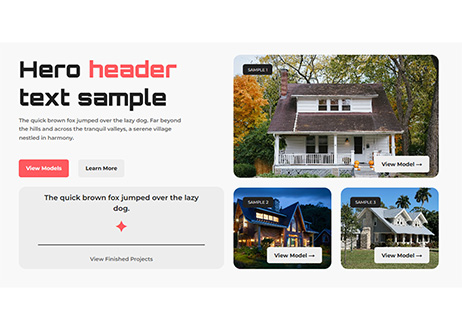 Hero header
text sample
The quick brown fox jumped over the lazy dog. Far beyond
the hills and across the tranquil valleys, a serene village
nestled in harmony.
View Models
Learn More
The quick brown fox jumped over the lazy
dog.
View Finished Projects
SAMPLE 1
View Model →
SAMPLE 2
View Model →
SAMPLE 3
View Model →